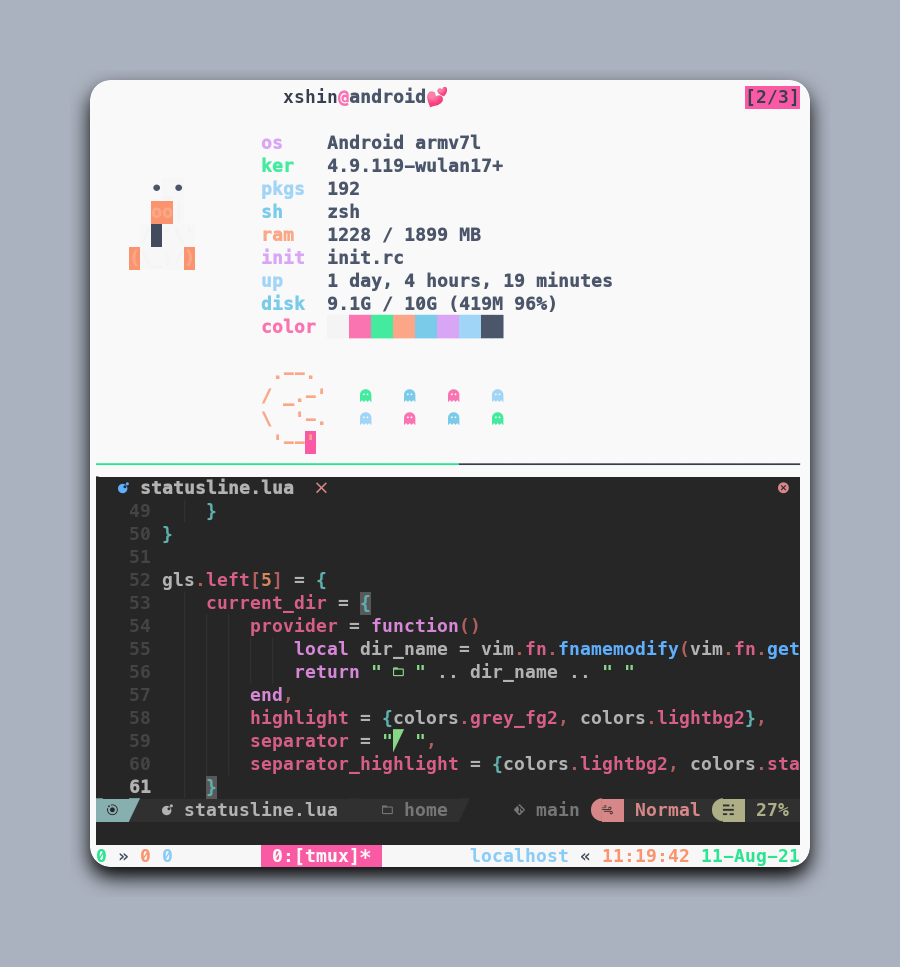 xshin@android💕 [2/3]
os Android armv7l
ker 4.9.119-wulan17+
pkgs 192
sh zsh
ram 1228 / 1899 MB
init init.rc
up 1 day, 4 hours, 19 minutes
disk 9.1G / 10G (419M 96%)
color
statusline.lua
49 }
50 }
51
52 gls.left[5] = {
53 current_dir = {
54 provider = function()
55 local dir_name = vim.fn.fnamemodify(vim.fn.get
56 return " 🗀 " .. dir_name .. " "
57 end,
58 highlight = {colors.grey_fg2, colors.lightbg2},
59 separator = " ",
60 separator_highlight = {colors.lightbg2, colors.sta
61 }
statusline.lua home main Normal 27%
0 » 0 0 0:[tmux]* localhost « 11:19:42 11-Aug-21